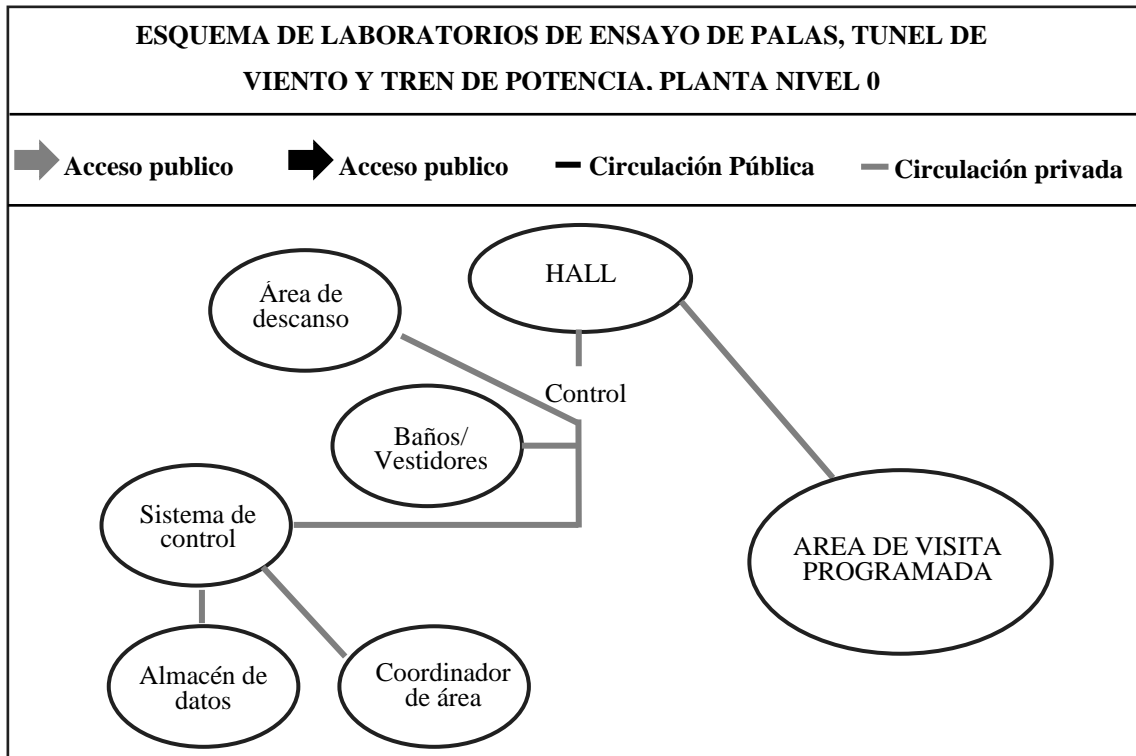 ESQUEMA DE LABORATORIOS DE ENSAYO DE PALAS, TUNEL DE
VIENTO Y TREN DE POTENCIA. PLANTA NIVEL 0
Acceso publico
Acceso publico
Circulación Pública
Circulación privada
HALL
Área de
descanso
Control
Baños/
Vestidores
Sistema de
control
AREA DE VISITA
PROGRAMADA
Almacén de
datos
Coordinador
de área